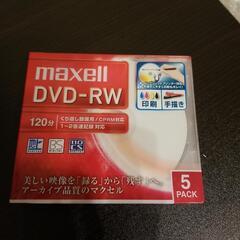 maxell
DVD-RW
120分
くり返し録画用/CPRM対応
1~2倍速記録対応
印刷
手描き
美しい映像を「録る」から「残す」へ。
アーカイブ品質のマクセル
5
PACK